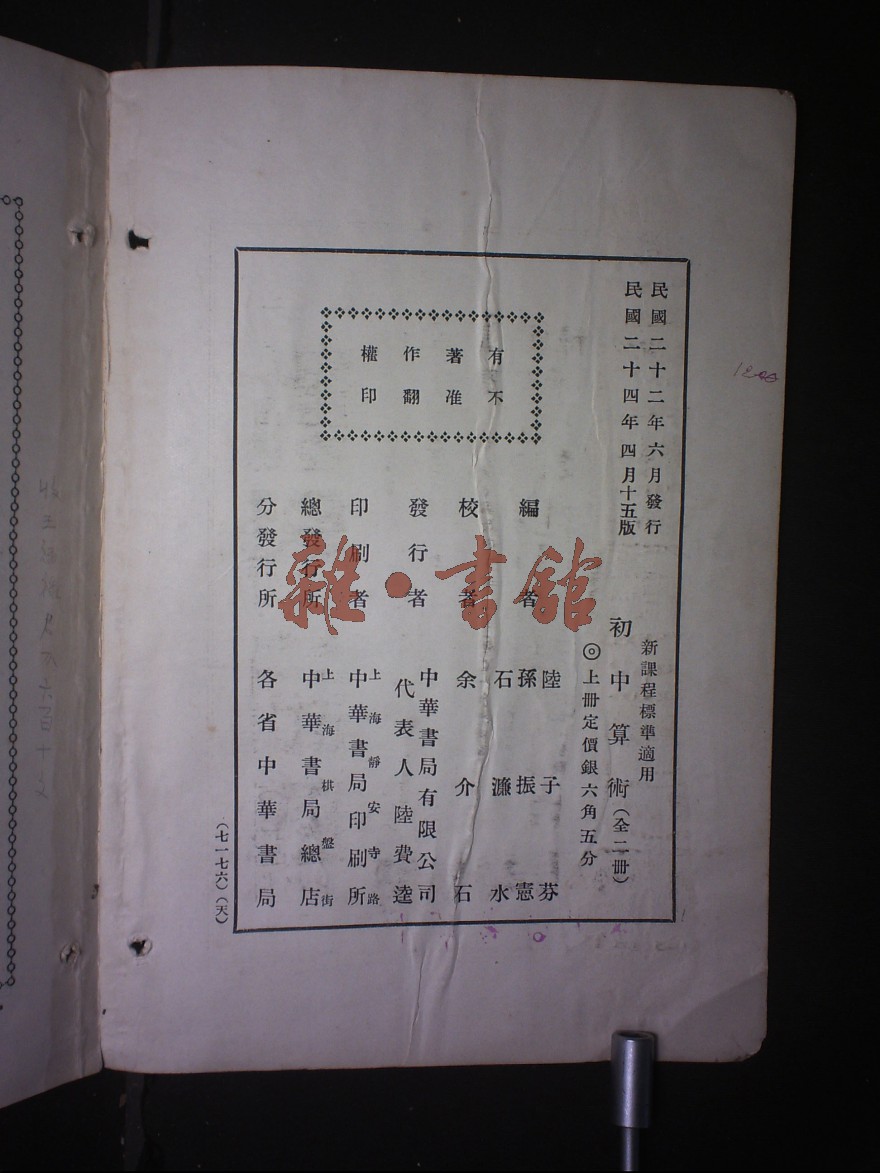 民國二十二年六月發行
民國二十四年四月十五版
新課程標準適用
初中算術(全二冊)
◎上冊定價銀六角五分
有著作權
不准翻印
編者
陸子芬
孫振憲
石濂水
校者
余介石
發行者
中華書局有限公司
代表人陸費逵
印刷者
上海靜安寺路
中華書局印刷所
總發行所
上海棋盤街
中華書局總店
分發行所
各省中華書局
(七一七六)(天)
雜·書館